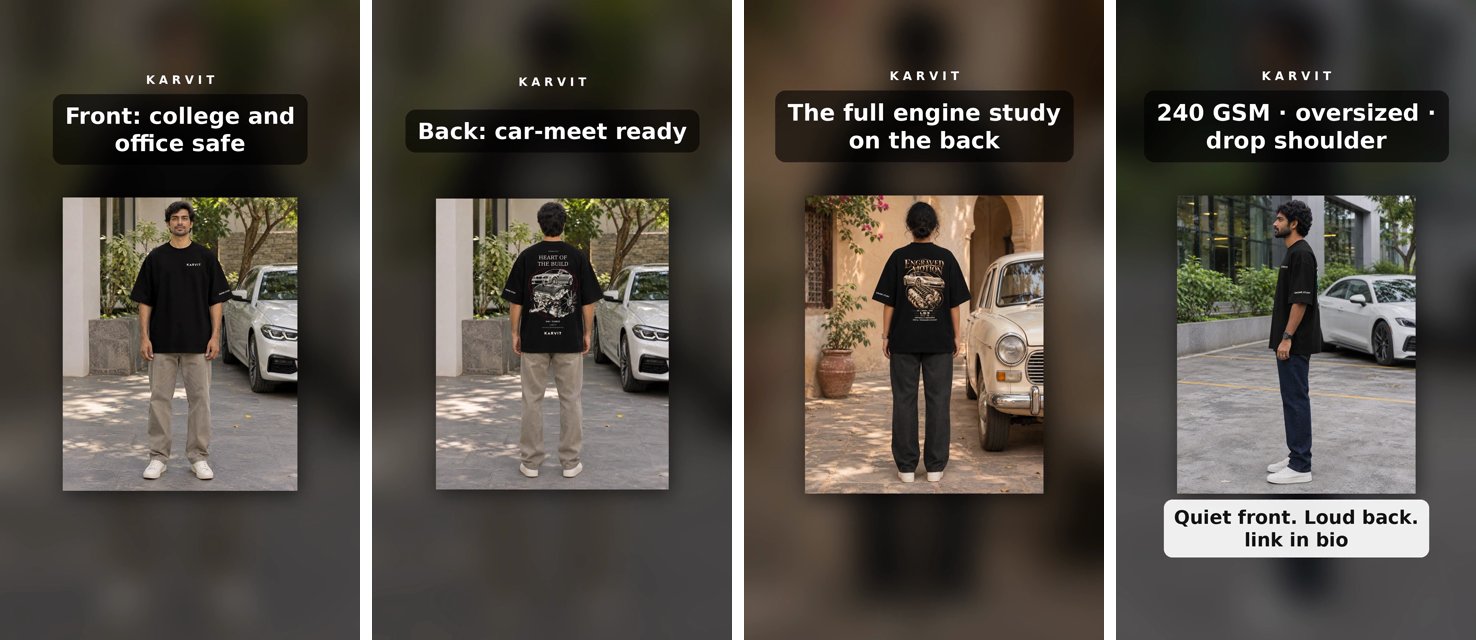 KARVIT
Front: college and
office safe
KARVIT
KARVIT
Back: car-meet ready
HEART OF
THE BUILD
KARVIT
KARVIT
The full engine study
on the back
ENGRAVED
MOTION
KARVIT
240 GSM · oversized ·
drop shoulder
Quiet front. Loud back.
link in bio